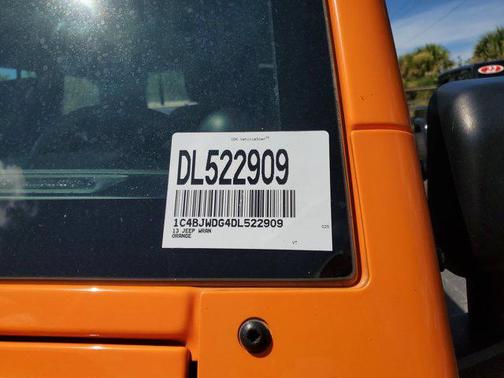 DL522909
1C4BJWDG4DL522909
13 JEEP WRAN
ORANGE